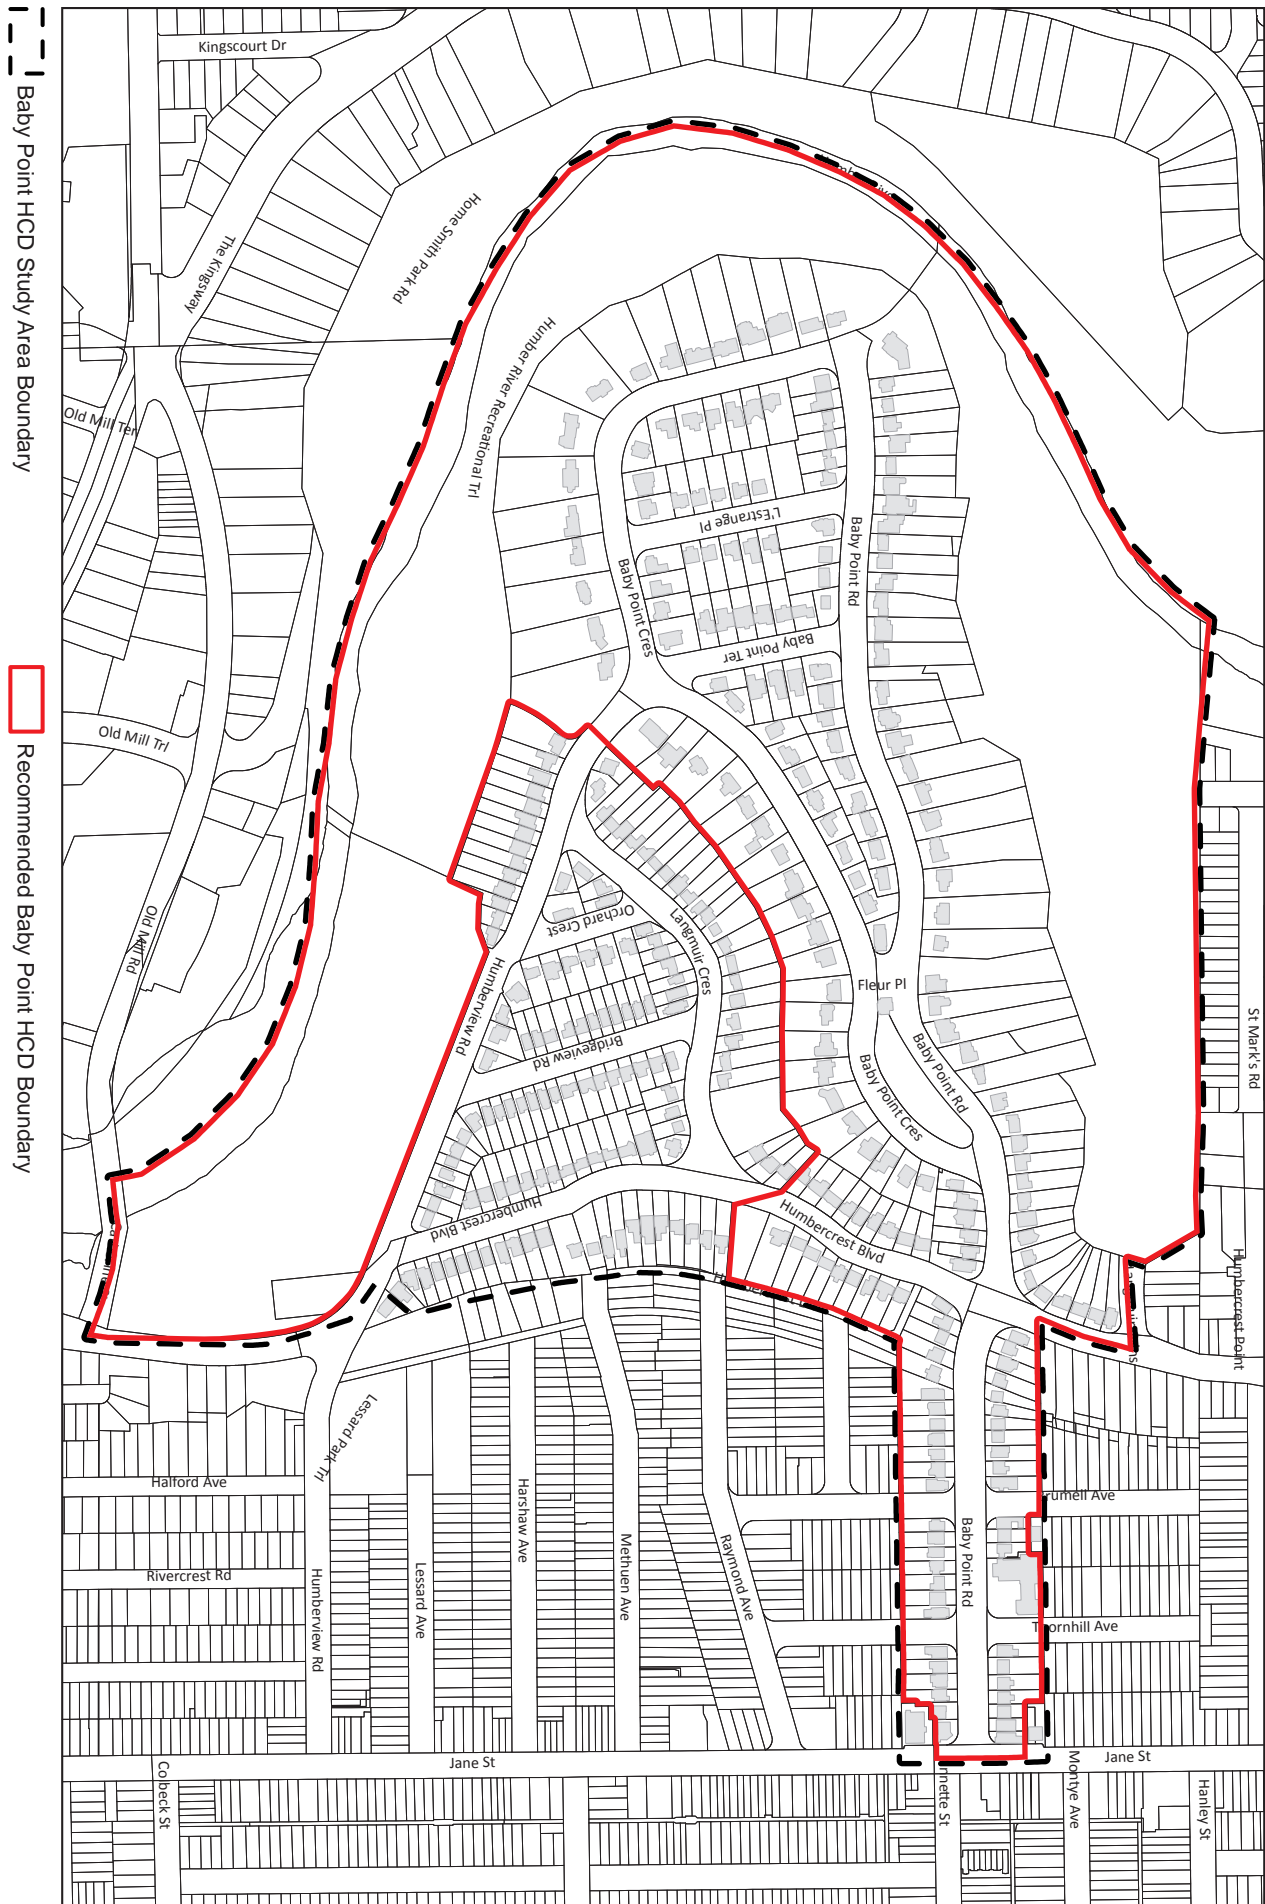 Kingscourt Dr
The Kingsway
Home Smith Park Rd
Humber River Recreational Trl
Old Mill Ter
L'Estrange Pl
Baby Point Rd
Baby Point Cres
Baby Point Ter
Old Mill Trl
Old Mill Rd
Orchard Crest
Langmuir Cres
Humberview Rd
Bridgeview Rd
Fleur Pl
Baby Point Rd
Baby Point Cres
St Mark's Rd
Humbercrest Blvd
Humbercrest Blvd
Humbercrest Point
Lessard Park Trl
Halford Ave
Rivercrest Rd
Humberview Rd
Lessard Ave
Harshaw Ave
Methuen Ave
Raymond Ave
Baby Point Rd
rumell Ave
Thornhill Ave
Jane St
Jane St
Cobeck St
nnette St
Montye Ave
Hanley St
Baby Point HCD Study Area Boundary
Recommended Baby Point HCD Boundary